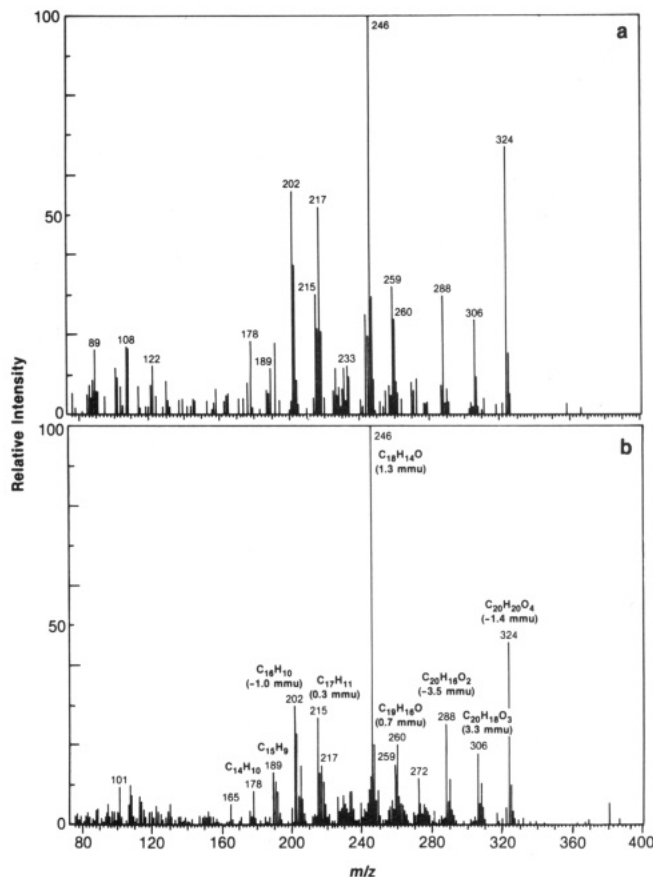 100
246
a
324
202
217
50
215
259
288
260
306
178
89
108
122
189
233
0
Relative Intensity
100
246
b
C18H14O
(1.3 mmu)
C20H20O4
(-1.4 mmu)
50
324
C16H10
(-1.0 mmu)
C17H11
(0.3 mmu)
C20H16O2
(-3.5 mmu)
202
215
C19H16O
(0.7 mmu)
288
C20H18O3
(3.3 mmu)
C15H9
260
306
C14H10
189
217
259
272
178
101
165
0
80
120
160
200
240
280
320
360
400
m/z